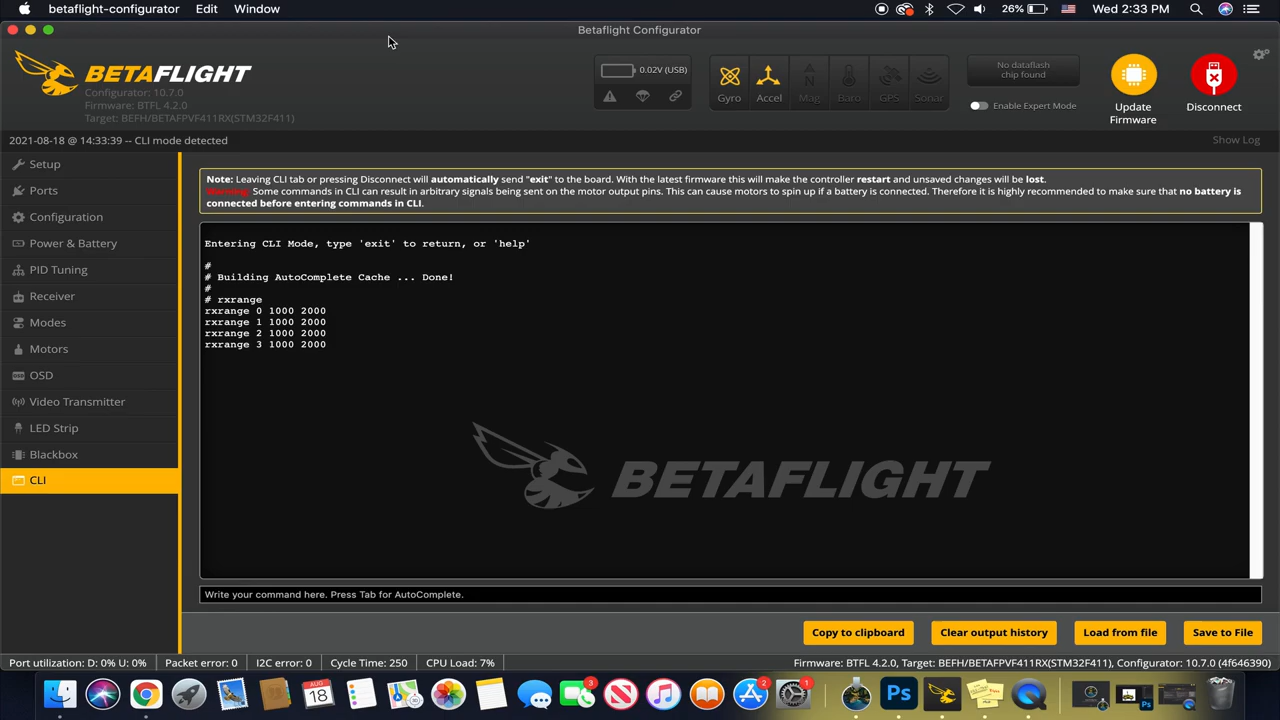 betaflight-configurator Edit Window 26% Wed 2:33 PM
Betaflight Configurator
BETAFLIGHT
Configurator: 10.7.0
Firmware: BTFL 4.2.0
Target: BEFH/BETAFPVF411RX(STM32F411)
0.02V (USB)
Gyro Accel Mag Baro GPS Sonar
No dataflash
chip found
Enable Expert Mode
Update
Firmware
Disconnect
2021-08-18 @ 14:33:39 -- CLI mode detected
Show Log
Setup
Ports
Configuration
Power & Battery
PID Tuning
Receiver
Modes
Motors
OSD
Video Transmitter
LED Strip
Blackbox
CLI
Note: Leaving CLI tab or pressing Disconnect will automatically send "exit" to the board. With the latest firmware this will make the controller restart and unsaved changes will be lost.
Warning: Some commands in CLI can result in arbitrary signals being sent on the motor output pins. This can cause motors to spin up if a battery is connected. Therefore it is highly recommended to make sure that no battery is
connected before entering commands in CLI.
Entering CLI Mode, type 'exit' to return, or 'help'
#
# Building AutoComplete Cache ... Done!
#
# rxrange
rxrange 0 1000 2000
rxrange 1 1000 2000
rxrange 2 1000 2000
rxrange 3 1000 2000
BETAFLIGHT
Write your command here. Press Tab for AutoComplete.
Copy to clipboard
Clear output history
Load from file
Save to File
Port utilization: D: 0% U: 0% Packet error: 0 I2C error: 0 Cycle Time: 250 CPU Load: 7%
Firmware: BTFL 4.2.0, Target: BEFH/BETAFPVF411RX(STM32F411), Configurator: 10.7.0 (4f646390)
AUG
18
3
2
1
Ps